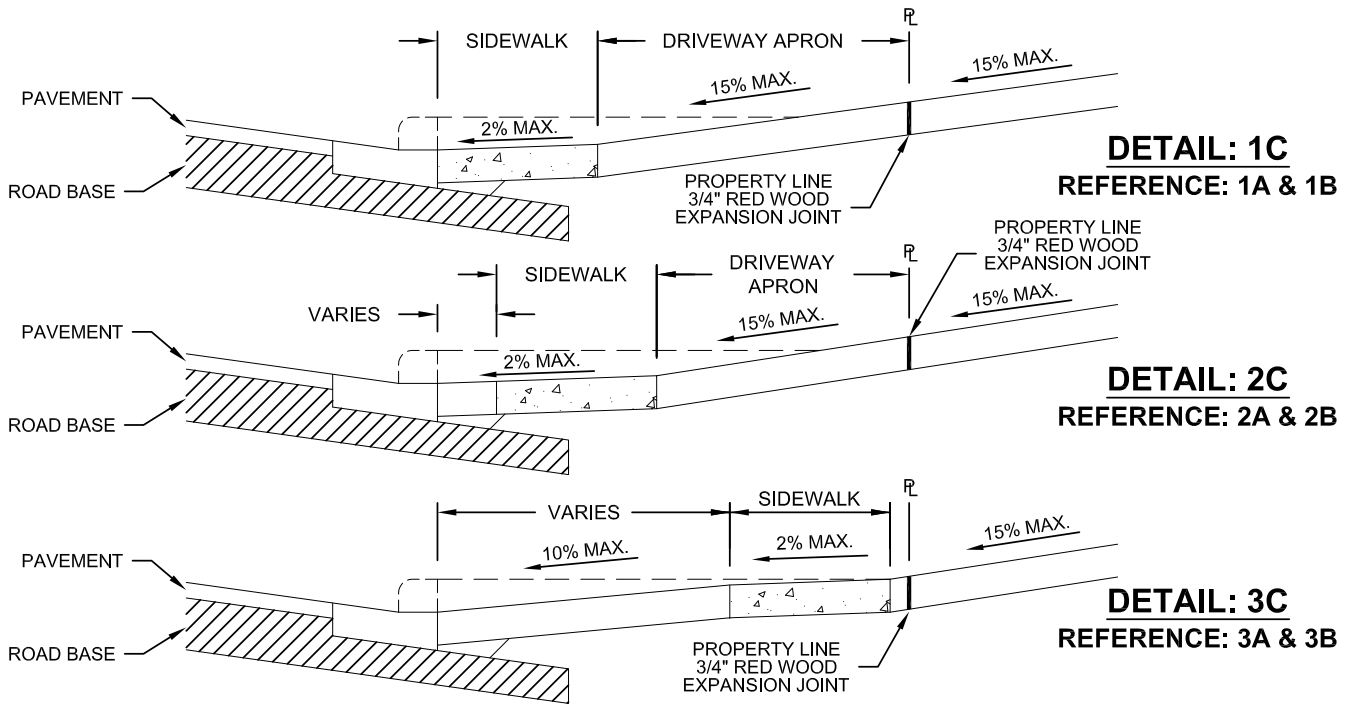 ℄
SIDEWALK
DRIVEWAY APRON
15% MAX.
15% MAX.
PAVEMENT
2% MAX.
ROAD BASE
PROPERTY LINE
3/4" RED WOOD
EXPANSION JOINT
DETAIL: 1C
REFERENCE: 1A & 1B
℄
PROPERTY LINE
3/4" RED WOOD
EXPANSION JOINT
SIDEWALK
DRIVEWAY
APRON
VARIES
15% MAX.
15% MAX.
PAVEMENT
2% MAX.
ROAD BASE
DETAIL: 2C
REFERENCE: 2A & 2B
℄
SIDEWALK
VARIES
15% MAX.
10% MAX.
2% MAX.
PAVEMENT
ROAD BASE
PROPERTY LINE
3/4" RED WOOD
EXPANSION JOINT
DETAIL: 3C
REFERENCE: 3A & 3B